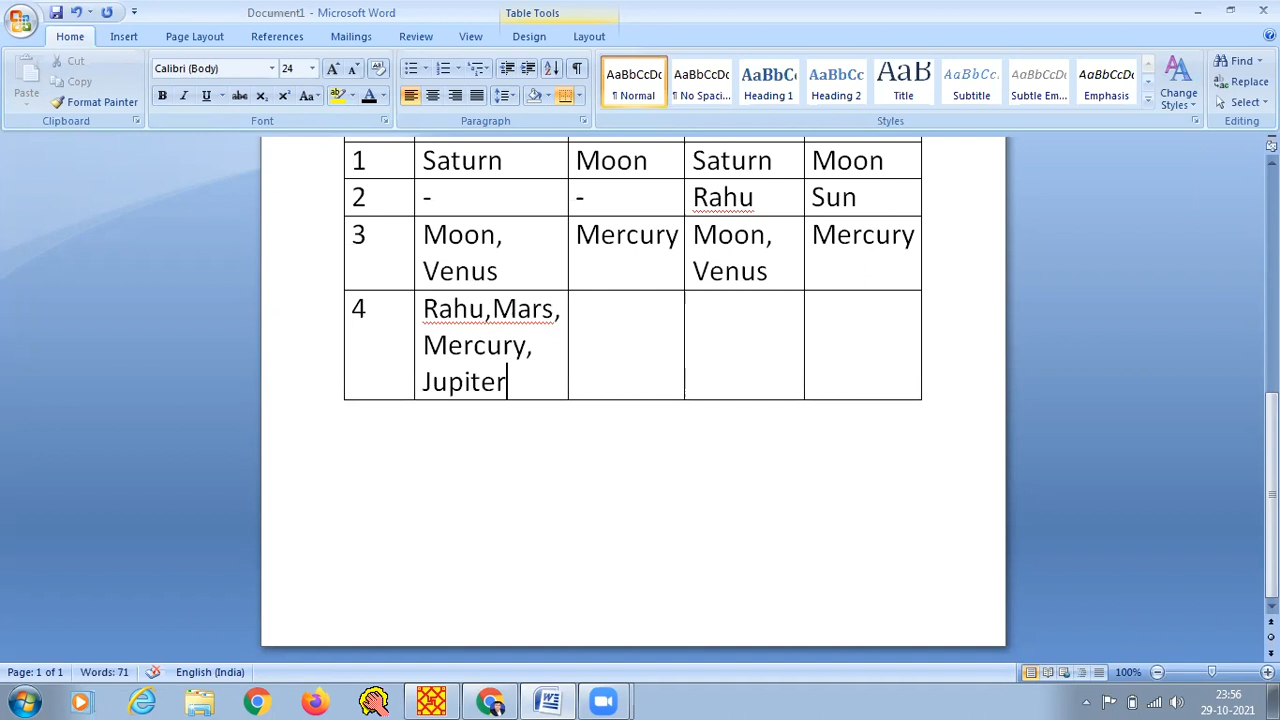 Document1 - Microsoft Word
Table Tools
Home Insert Page Layout References Mailings Review View Design Layout
Paste
Cut
Copy
Format Painter
Clipboard
Calibri (Body) 24
Font
Paragraph
AaBbCcDc AaBbCcDc AaBbC AaBbCc AaB AaBbCc. AaBbCcDc AaBbCcDc
¶ Normal ¶ No Spaci... Heading 1 Heading 2 Title Subtitle Subtle Em... Emphasis
Change Styles
Styles
Find
Replace
Select
Editing
1 Saturn Moon Saturn Moon
2 - - Rahu Sun
3 Moon, Venus Mercury Moon, Venus Mercury
4 Rahu,Mars,
Mercury,
Jupiter
Page: 1 of 1 Words: 71 English (India) 100%
23:56
29-10-2021